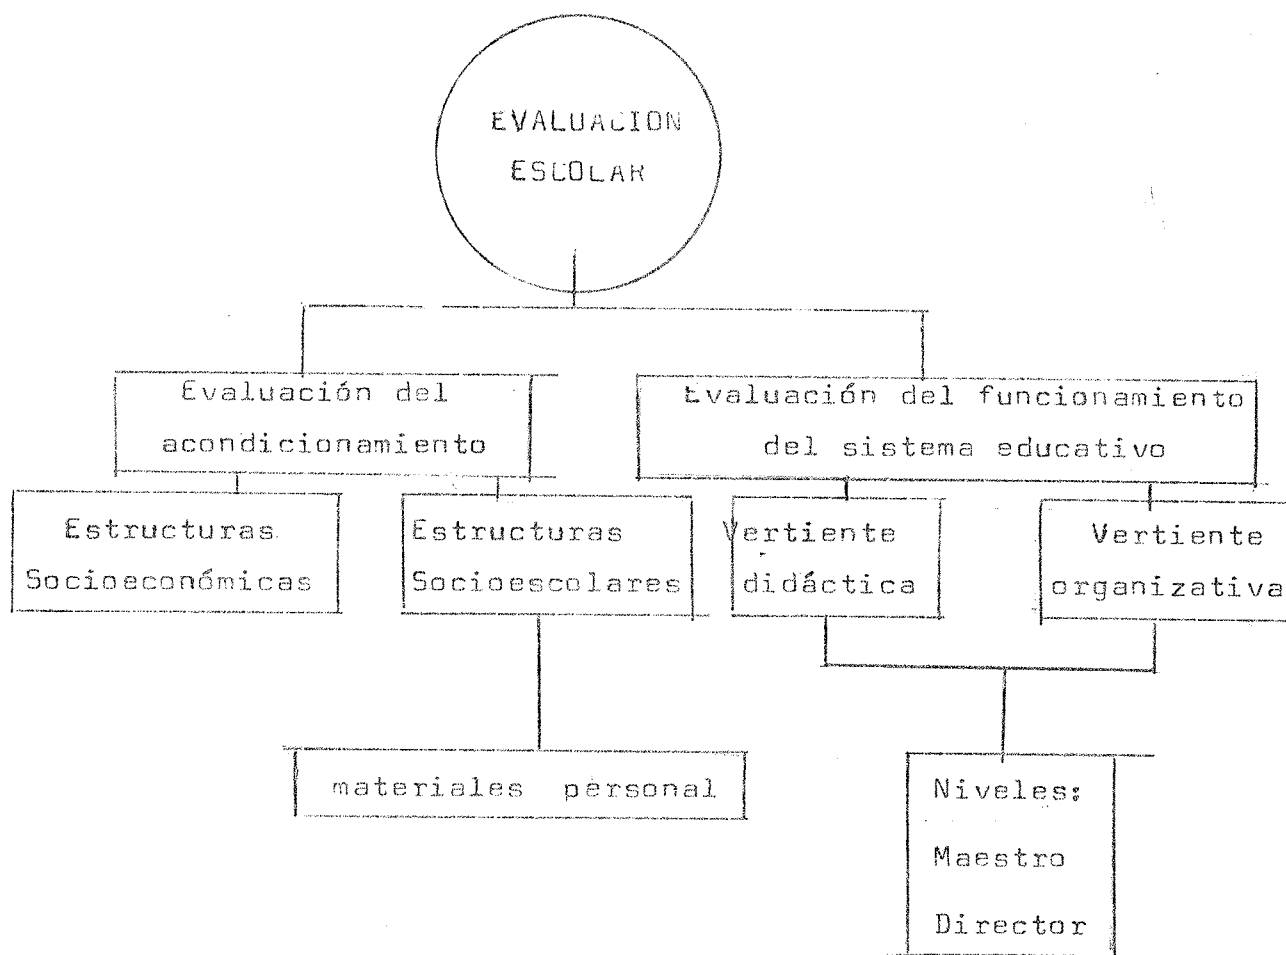 EVALUACION
ESCOLAR
Evaluación del
acondicionamiento
Evaluación del funcionamiento
del sistema educativo
Estructuras
Socioeconómicas
Estructuras
Socioescolares
Vertiente
didáctica
Vertiente
organizativa
materiales personal
Niveles:
Maestro
Director